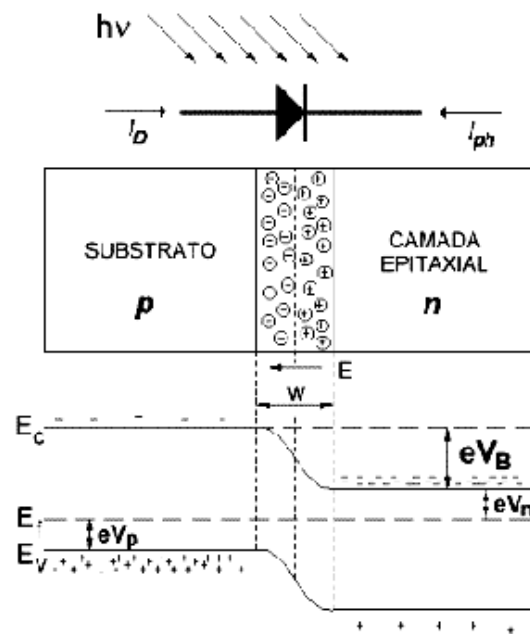 hν
I_D
I_ph
SUBSTRATO
p
CAMADA
EPITAXIAL
n
E
w
E_C
eV_B
eV_n
E
eV_p
E_V